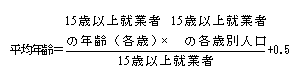 15歳以上就業者 15歳以上就業者
の年齢（各歳）× の各歳別人口
平均年齢＝ +0.5
15歳以上就業者